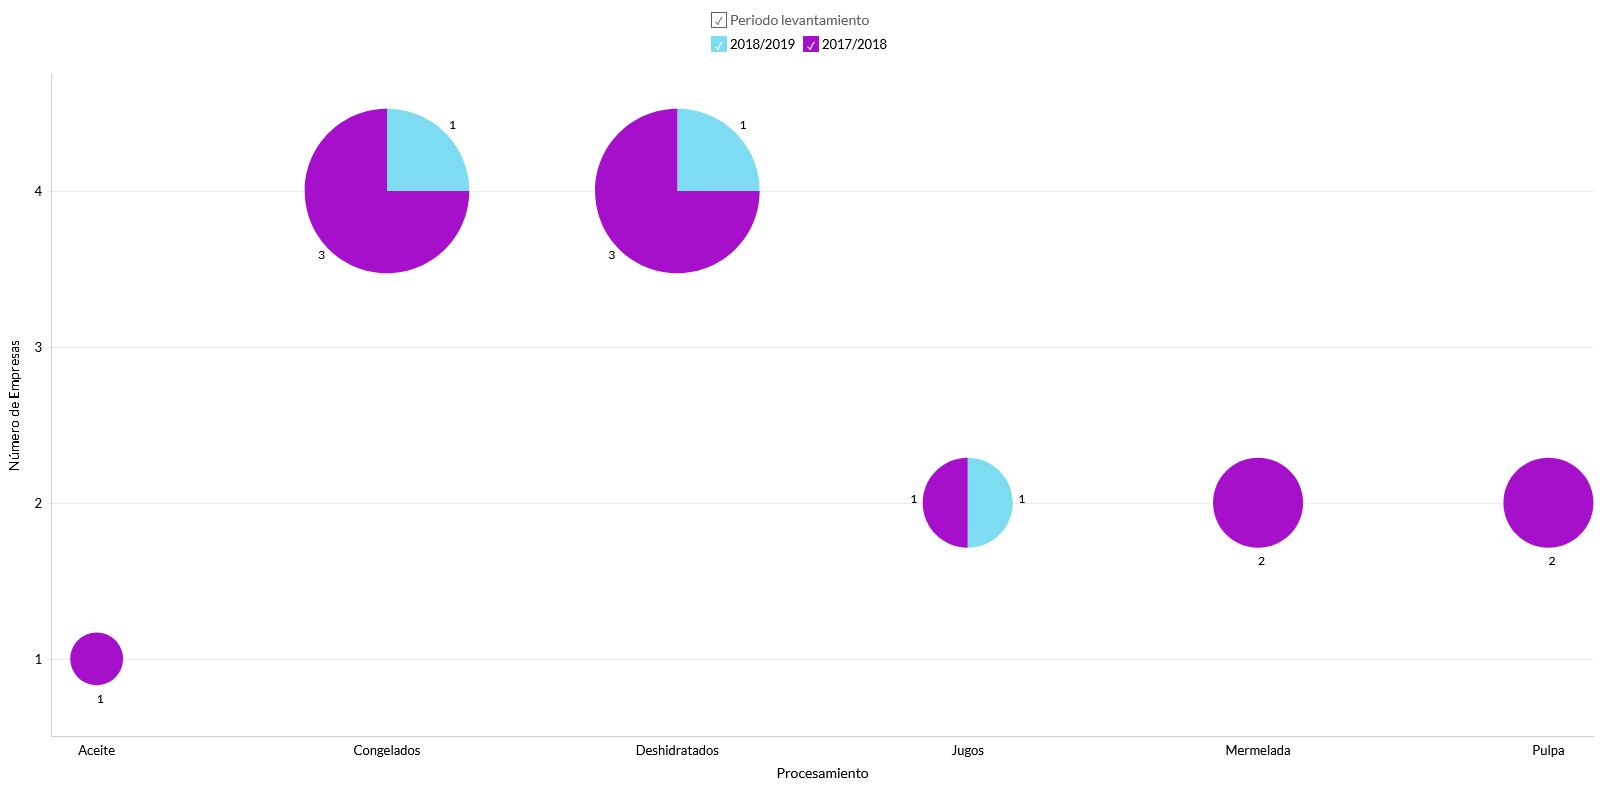 Periodo levantamiento
2018/2019 2017/2018
1 1
4
3 3
3
Número de Empresas
2
1 1
2 2
1
1
Aceite Congelados Deshidratados Jugos Mermelada Pulpa
Procesamiento